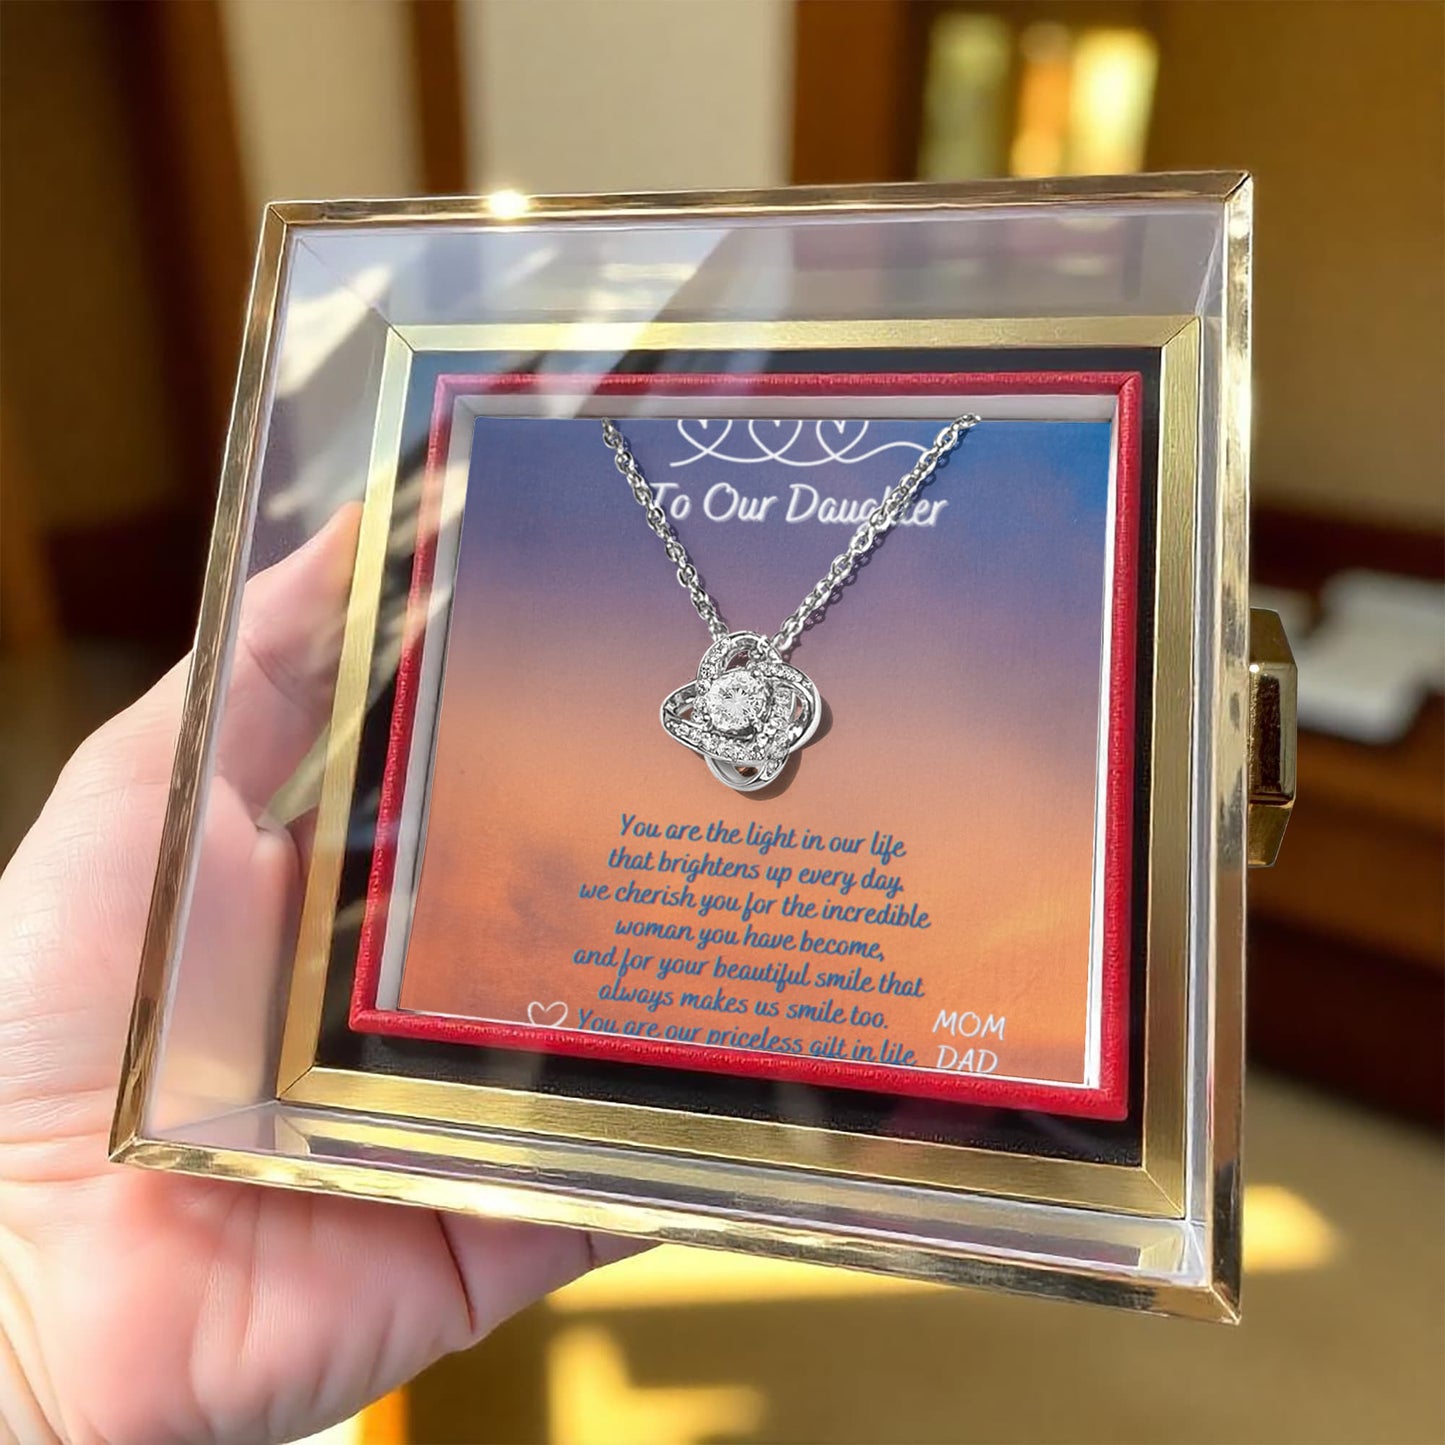 To Our Daughter
You are the light in our life
that brightens up every day.
we cherish you for the incredible
woman you have become,
and for your beautiful smile that
always makes us smile too.
You are our priceless gift in life
MOM
DAD